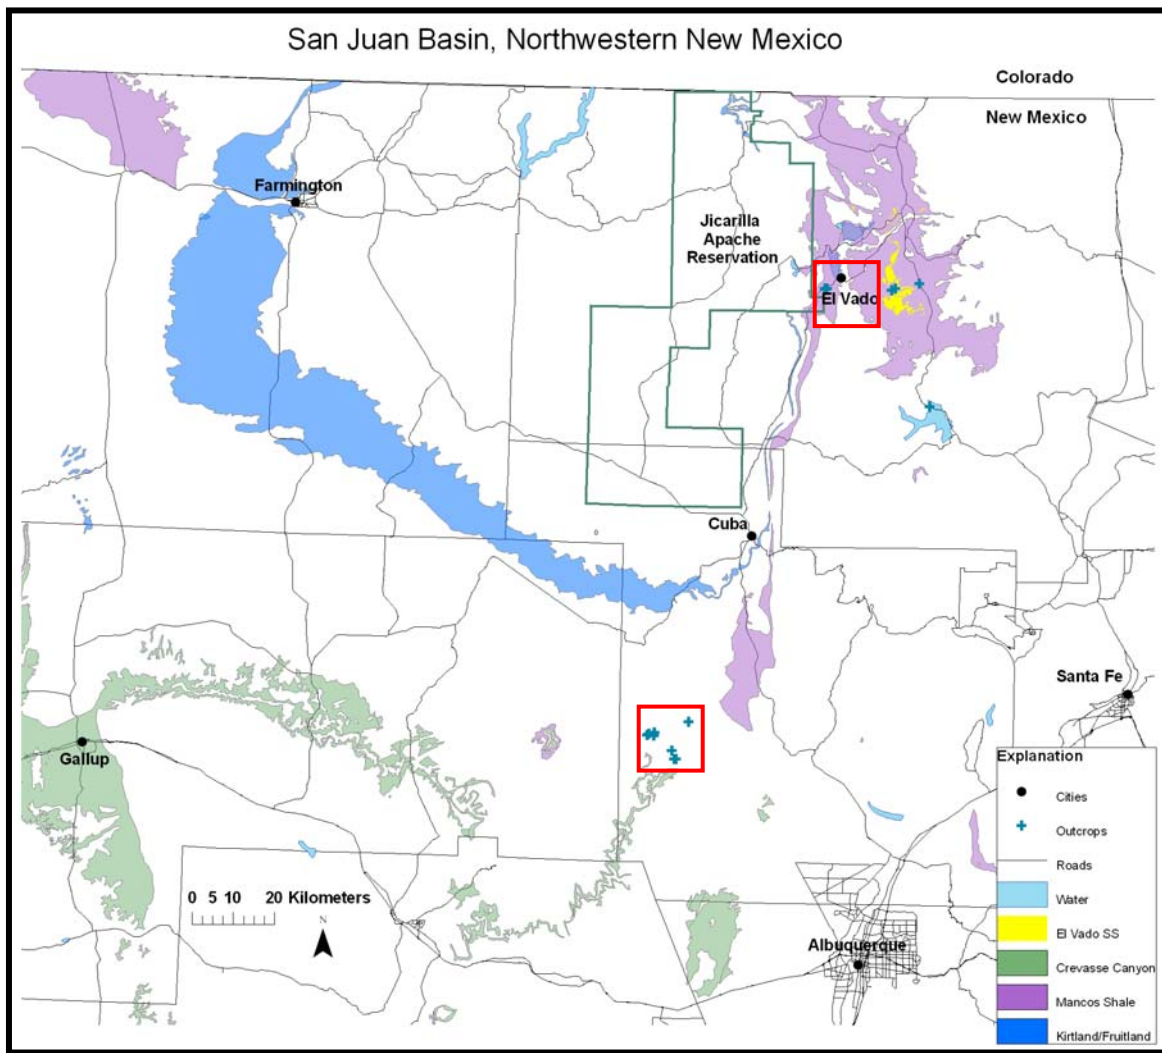 San Juan Basin, Northwestern New Mexico
Colorado
New Mexico
Farmington
Jicarilla
Apache
Reservation
El Vado
Cuba
Santa Fe
Gallup
Explanation
Cities
Outcrops
Roads
Water
El Vado SS
Crevasse Canyon
Mancos Shale
Kirtland/Fruitland
0 5 10 20 Kilometers
N
Albuquerque